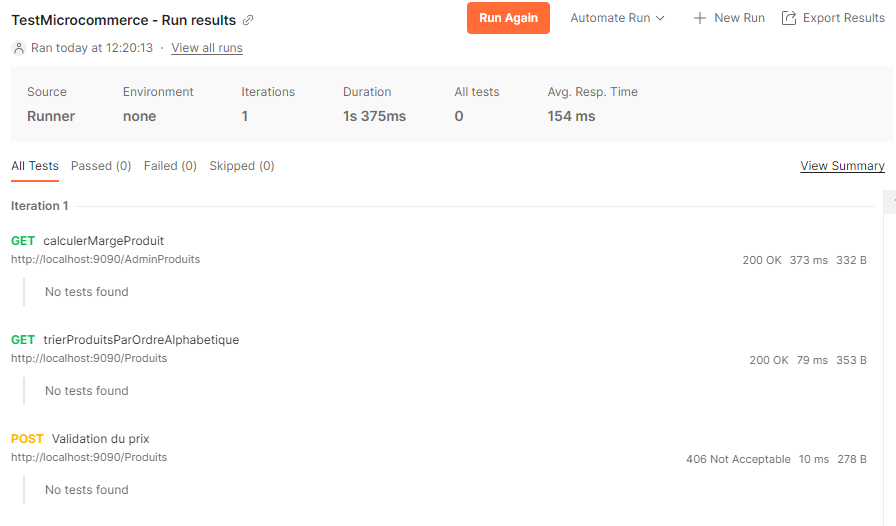 TestMicrocommerce - Run results
Run Again
Automate Run
New Run
Export Results
Ran today at 12:20:13 · View all runs
Source Environment Iterations Duration All tests Avg. Resp. Time
Runner none 1 1s 375ms 0 154 ms
All Tests Passed (0) Failed (0) Skipped (0) View Summary
Iteration 1
GET calculerMargeProduit
http://localhost:9090/AdminProduits 200 OK 373 ms 332 B
No tests found
GET trierProduitsParOrdreAlphabetique
http://localhost:9090/Produits 200 OK 79 ms 353 B
No tests found
POST Validation du prix
http://localhost:9090/Produits 406 Not Acceptable 10 ms 278 B
No tests found